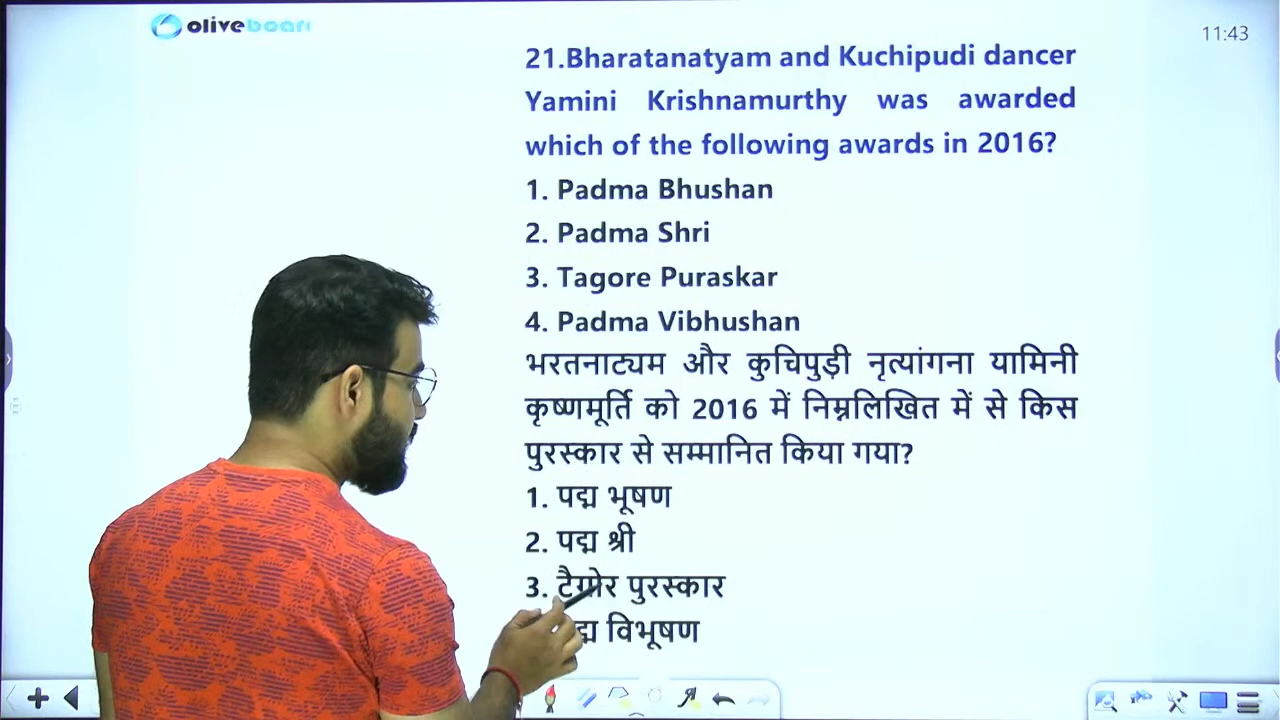 oliveboar
11:43
21.Bharatanatyam and Kuchipudi dancer
Yamini Krishnamurthy was awarded
which of the following awards in 2016?
1. Padma Bhushan
2. Padma Shri
3. Tagore Puraskar
4. Padma Vibhushan
भरतनाट्यम और कुचिपुड़ी नृत्यांगना यामिनी
कृष्णमूर्ति को 2016 में निम्नलिखित में से किस
पुरस्कार से सम्मानित किया गया?
1. पद्म भूषण
2. पद्म श्री
3. टैगोर पुरस्कार
विभूषण